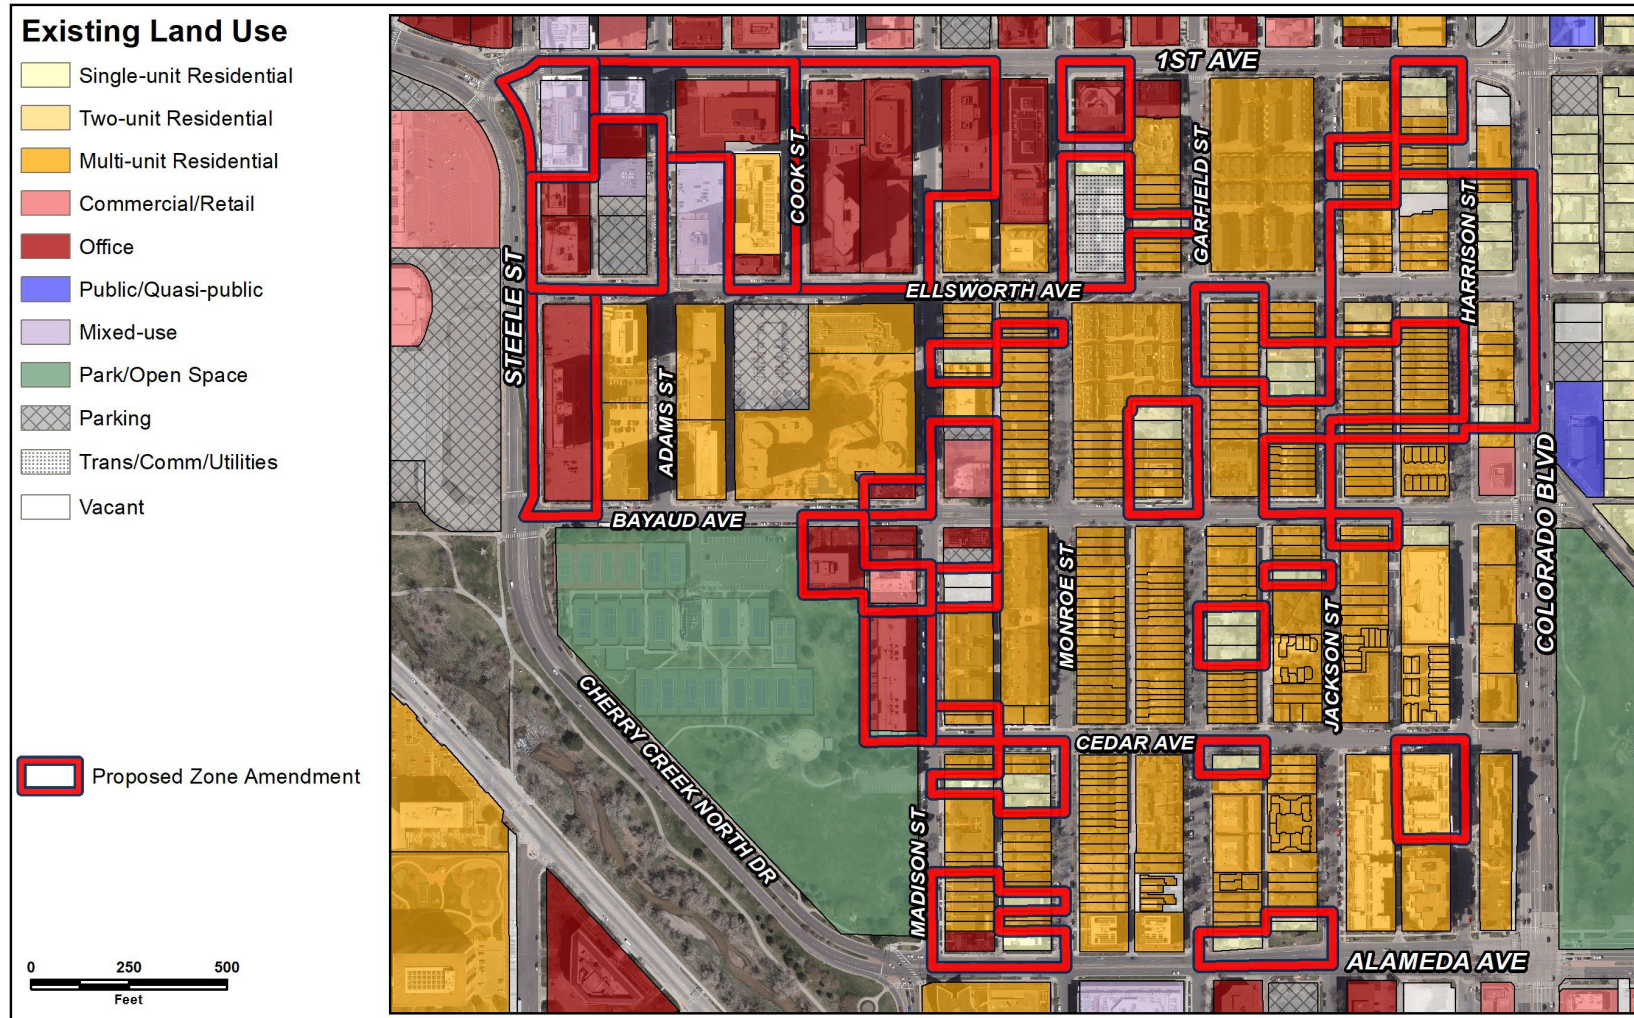 Existing Land Use
Single-unit Residential
Two-unit Residential
Multi-unit Residential
Commercial/Retail
Office
Public/Quasi-public
Mixed-use
Park/Open Space
Parking
Trans/Comm/Utilities
Vacant
Proposed Zone Amendment
0 250 500
Feet
1ST AVE
COOK ST
GARFIELD ST
HARRISON ST
STEELE ST
ELLSWORTH AVE
ADAMS ST
BAYAUD AVE
COLORADO BLVD
MONROE ST
JACKSON ST
CHERRY CREEK NORTH DR
CEDAR AVE
MADISON ST
ALAMEDA AVE